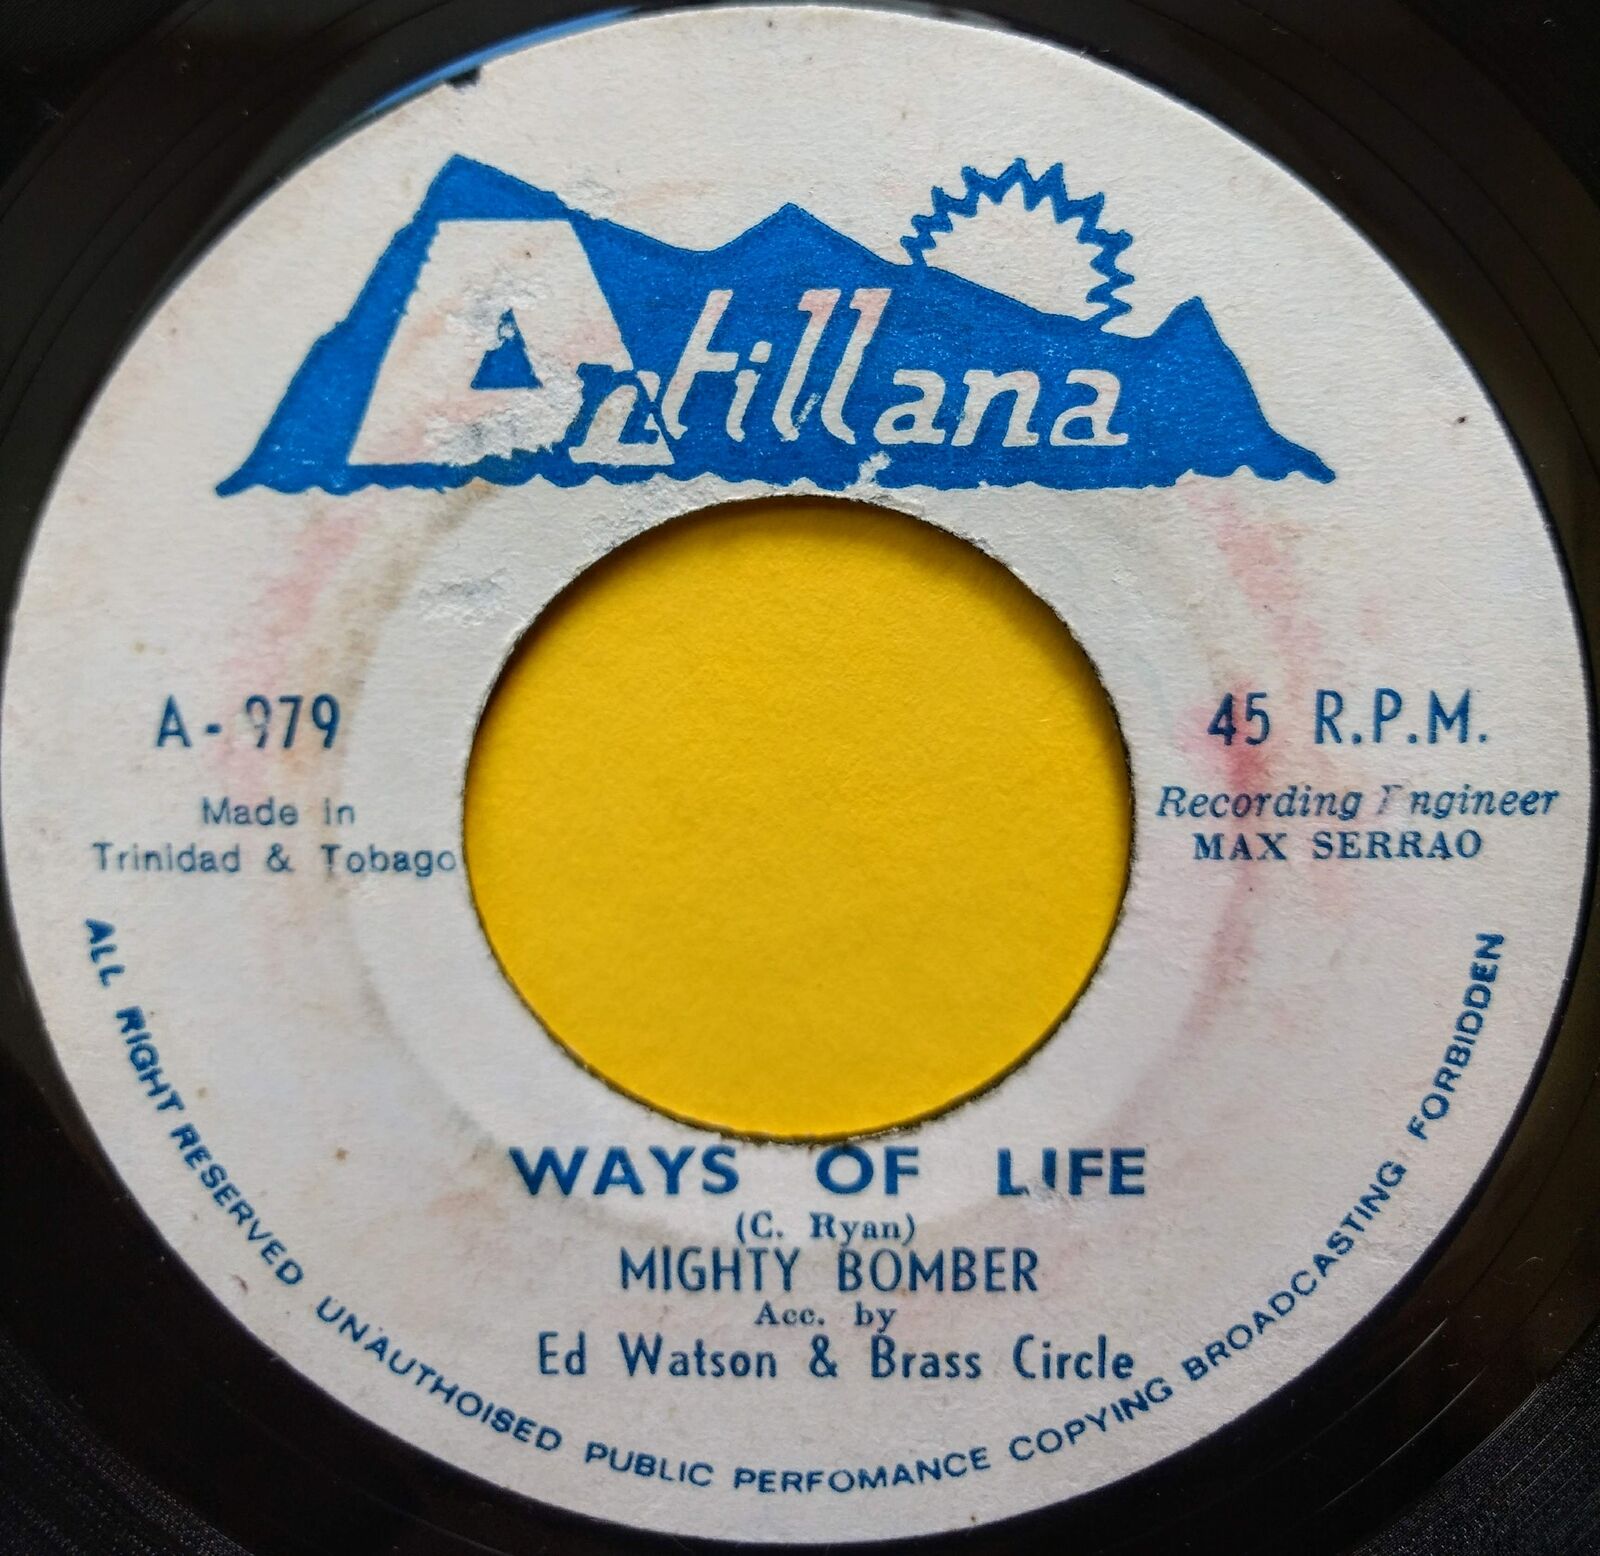 Antillana
A-979
Made in
Trinidad & Tobago
45 R.P.M.
Recording Engineer
MAX SERRAO
WAYS OF LIFE
(C. Ryan)
MIGHTY BOMBER
Acc. by
Ed Watson & Brass Circle
ALL RIGHT RESERVED UNAUTHOISED PUBLIC PERFOMANCE COPYING BROADCASTING FORBIDDEN